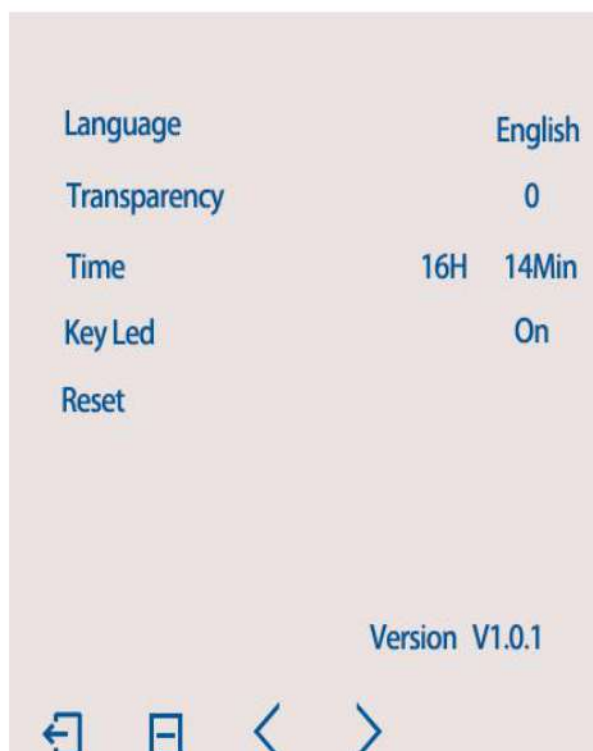 Language English
Transparency 0
Time 16H 14Min
Key Led On
Reset
Version V1.0.1